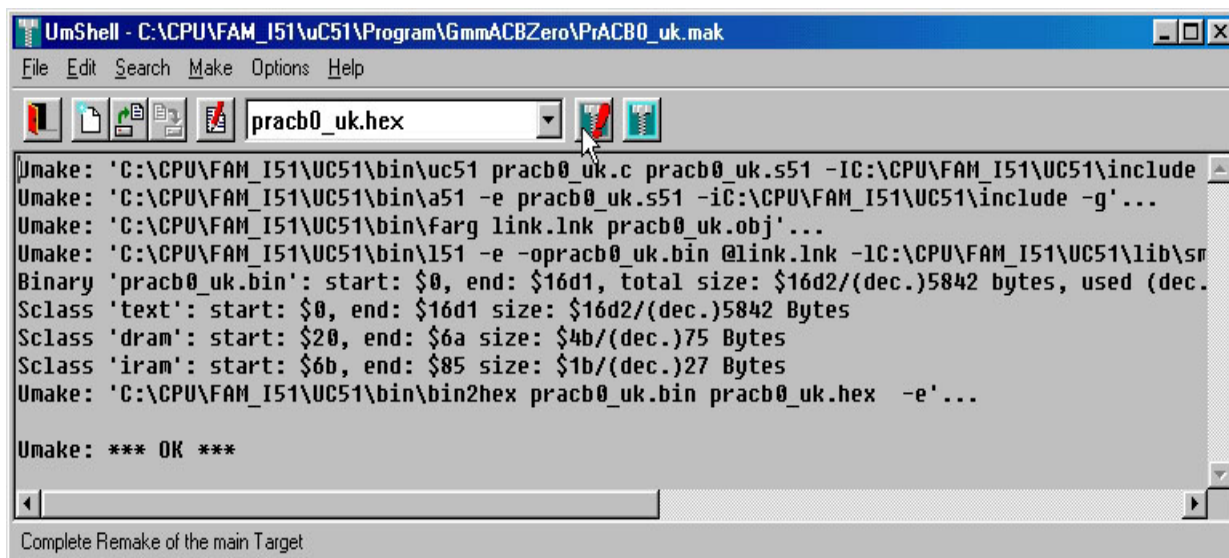 UmShell - C:\CPU\FAM_I51\uC51\Program\GmmACBZero\PrACB0_uk.mak
File Edit Search Make Options Help
pracb0_uk.hex
Umake: 'C:\CPU\FAM_I51\UC51\bin\uc51 pracb0_uk.c pracb0_uk.s51 -IC:\CPU\FAM_I51\UC51\include
Umake: 'C:\CPU\FAM_I51\UC51\bin\a51 -e pracb0_uk.s51 -iC:\CPU\FAM_I51\UC51\include -g'...
Umake: 'C:\CPU\FAM_I51\UC51\bin\farg link.lnk pracb0_uk.obj'...
Umake: 'C:\CPU\FAM_I51\UC51\bin\l51 -e -opracb0_uk.bin @link.lnk -lC:\CPU\FAM_I51\UC51\lib\sm
Binary 'pracb0_uk.bin': start: $0, end: $16d1, total size: $16d2/(dec.)5842 bytes, used (dec.
Sclass 'text': start: $0, end: $16d1 size: $16d2/(dec.)5842 Bytes
Sclass 'dram': start: $20, end: $6a size: $4b/(dec.)75 Bytes
Sclass 'iram': start: $6b, end: $85 size: $1b/(dec.)27 Bytes
Umake: 'C:\CPU\FAM_I51\UC51\bin\bin2hex pracb0_uk.bin pracb0_uk.hex  -e'...
Umake: *** OK ***
Complete Remake of the main Target